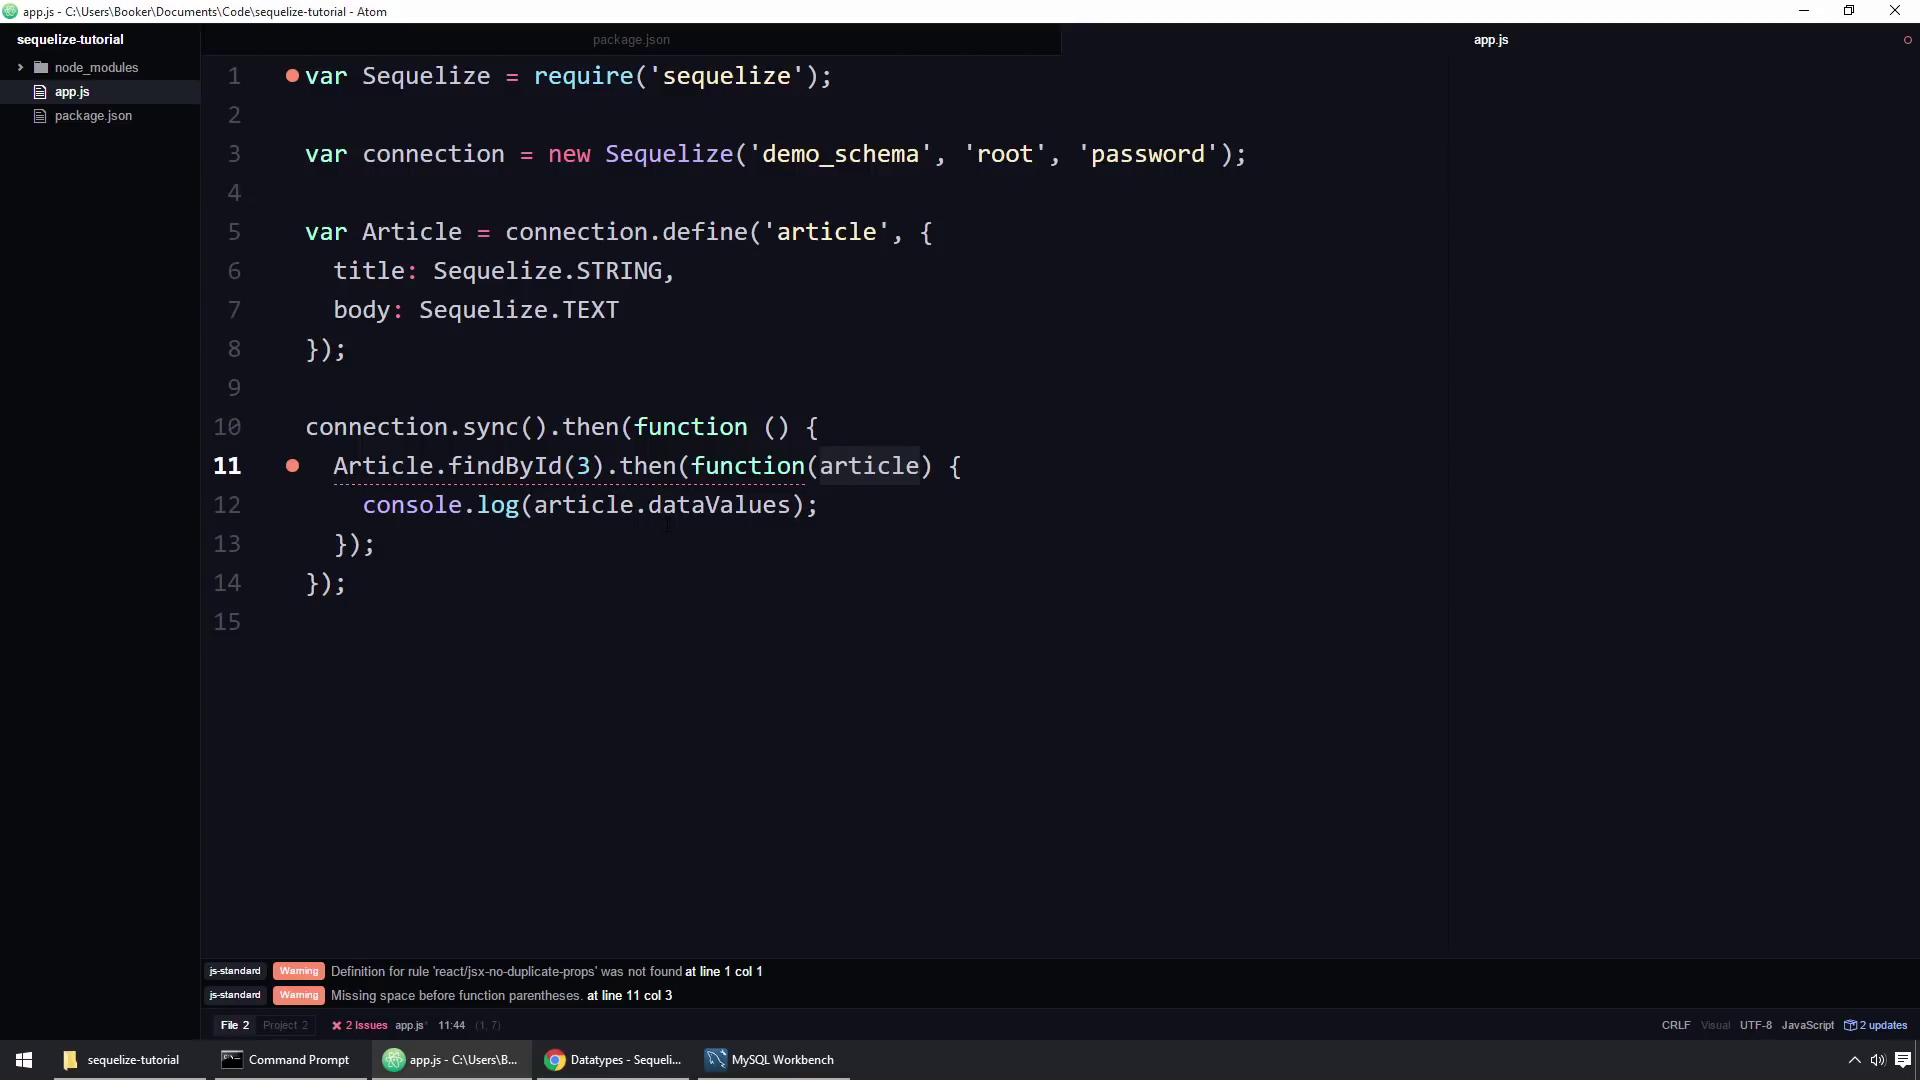 app.js - C:\Users\Booker\Documents\Code\sequelize-tutorial - Atom
sequelize-tutorial
node_modules
app.js
package.json
package.json
app.js
1 var Sequelize = require('sequelize');
2
3 var connection = new Sequelize('demo_schema', 'root', 'password');
4
5 var Article = connection.define('article', {
6 title: Sequelize.STRING,
7 body: Sequelize.TEXT
8 });
9
10 connection.sync().then(function () {
11 Article.findById(3).then(function(article) {
12 console.log(article.dataValues);
13 });
14 });
15
js-standard Warning Definition for rule 'react/jsx-no-duplicate-props' was not found at line 1 col 1
js-standard Warning Missing space before function parentheses. at line 11 col 3
File 2 Project 2 2 Issues app.js* 11:44 (1, 7) CRLF Visual UTF-8 JavaScript 2 updates
sequelize-tutorial Command Prompt app.js - C:\Users\B... Datatypes - Sequeli... MySQL Workbench